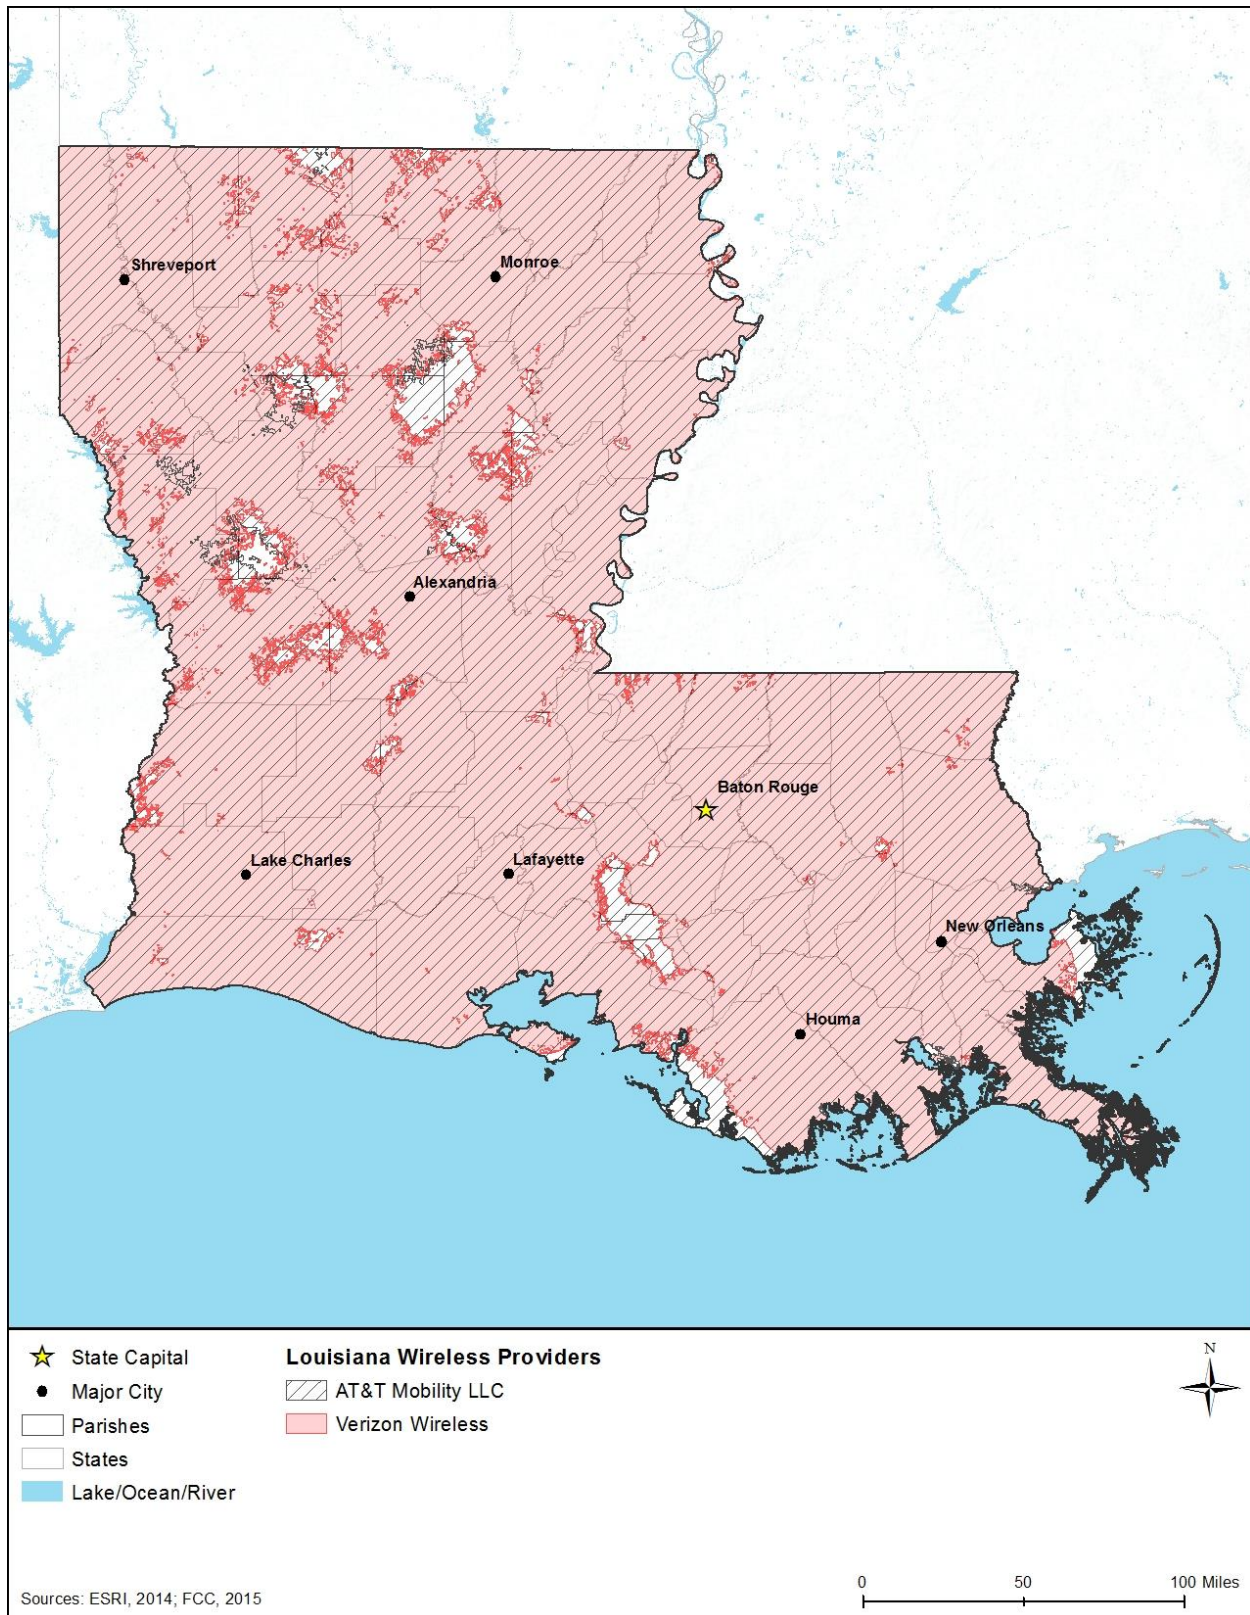 Shreveport
Monroe
Alexandria
Baton Rouge
Lake Charles
Lafayette
New Orleans
Houma
State Capital
Major City
Parishes
States
Lake/Ocean/River
Louisiana Wireless Providers
AT&T Mobility LLC
Verizon Wireless
N
Sources: ESRI, 2014; FCC, 2015
0 50 100 Miles